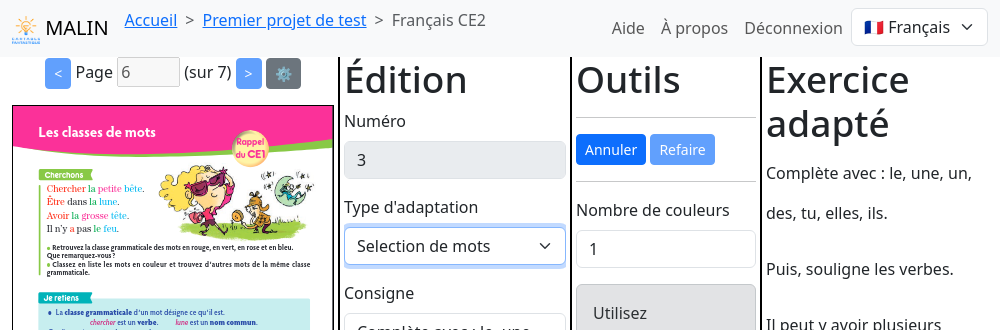 MALIN
Accueil > Premier projet de test > Français CE2
Aide À propos Déconnexion Français
< Page 6 (sur 7) >
Les classes de mots
Rappel
du CE1
Cherchons
Chercher la petite bête.
Être dans la lune.
Avoir la grosse tête.
Il n'y a pas le feu.
• Retrouvez la classe grammaticale des mots en rouge, en vert, en rose et en bleu.
Que remarquez-vous ?
• Classez en liste les mots en couleur et trouvez d'autres mots de la même classe
grammaticale.
Je retiens
• La classe grammaticale d'un mot désigne ce qu'il est.
chercher est un verbe. lune est un nom commun.
Édition
Numéro
3
Type d'adaptation
Selection de mots
Consigne
Complète avec : le, une,
Outils
Annuler Refaire
Nombre de couleurs
1
Utilisez
Exercice
adapté
Complète avec : le, une, un,
des, tu, elles, ils.
Puis, souligne les verbes.
Il peut y avoir plusieurs